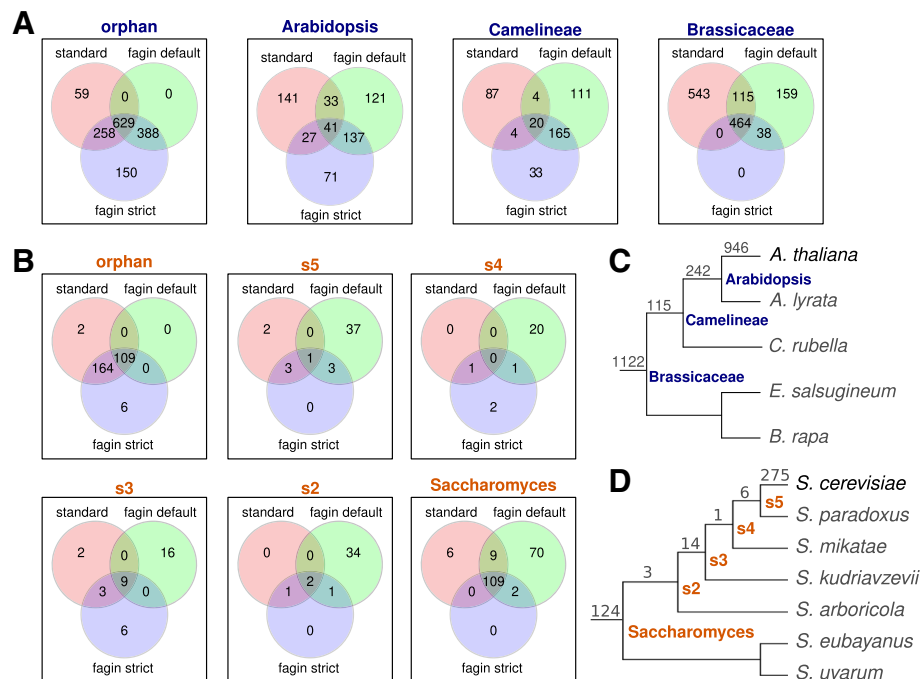 A
orphan
Arabidopsis
Camelineae
Brassicaceae
standard fagin default
59 0 0
629
258 388
150
fagin strict
standard fagin default
141 33 121
41
27 137
71
fagin strict
standard fagin default
87 4 111
20
4 165
33
fagin strict
standard fagin default
543 115 159
464
0 38
0
fagin strict
B
orphan
s5
s4
standard fagin default
2 0 0
109
164 0
6
fagin strict
standard fagin default
2 0 37
1
3 3
0
fagin strict
standard fagin default
0 0 20
0
1 1
2
fagin strict
s3
s2
Saccharomyces
standard fagin default
2 0 16
9
3 0
6
fagin strict
standard fagin default
0 0 34
2
1 1
0
fagin strict
standard fagin default
6 9 70
109
0 2
0
fagin strict
C
946 A. thaliana
242 Arabidopsis
A. lyrata
115 Camelineae
C. rubella
1122 Brassicaceae
E. salsugineum
B. rapa
D
275 S. cerevisiae
6 s5
S. paradoxus
1 s4
S. mikatae
14 s3
S. kudriavzevii
3 s2
S. arboricola
124 Saccharomyces
S. eubayanus
S. uvarum